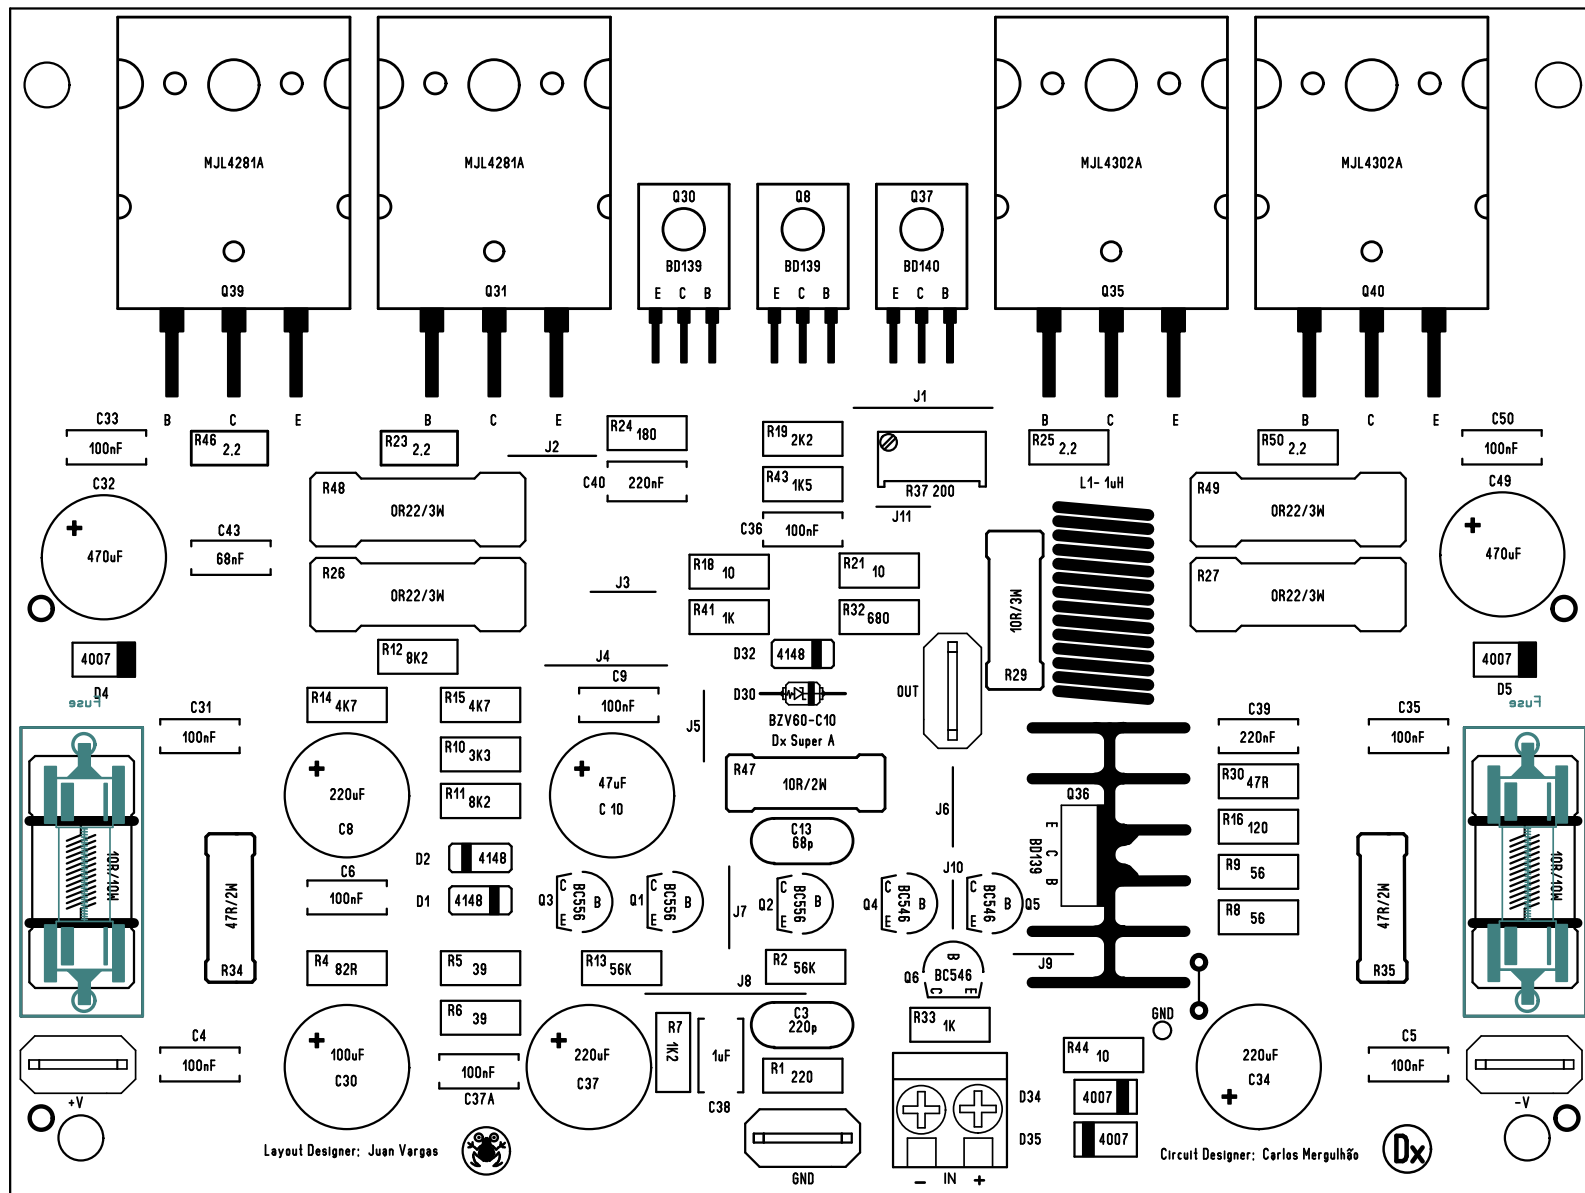 MJL4281A
MJL4281A
MJL4302A
MJL4302A
Q30
Q8
Q37
BD139
BD139
BD140
E C B
E C B
E C B
Q39
Q31
Q35
Q40
B C E
B C E
B C E
B C E
C33
100nF
R46 2.2
R23 2.2
J2
R24 180
C40 220nF
R19 2K2
R43 1K5
C36 100nF
J1
R37 200
J11
R25 2.2
L1- 1uH
R50 2.2
C50
100nF
C32
+
470uF
C43
68nF
R48
0R22/3W
R26
0R22/3W
R49
0R22/3W
R27
0R22/3W
C49
+
470uF
J3
R18 10
R21 10
R41 1K
R32 680
10R/3W
R29
4007
D4
Fuse
R12 8K2
J4
D32 4148
D30
BZV60-C10
Dx Super A
OUT
4007
D5
Fuse
C31
100nF
R14 4K7
R15 4K7
C9
100nF
J5
C39
220nF
C35
100nF
R10 3K3
R11 8K2
+
220uF
C8
+
47uF
C 10
R47
10R/2W
J6
Q36
E C B
BD139
R30 47R
R16 120
R9 56
R8 56
10R/10W
47R/2W
R34
C6
100nF
D2 4148
D1 4148
C13
68p
Q3 C E BC556 B
Q1 C E BC556 B
J7
Q2 C E BC556 B
Q4 C E BC546 B
J10
C E BC546 B Q5
47R/2W
R35
10R/10W
R4 82R
R5 39
R13 56K
R2 56K
Q6 B BC546 C E
J9
J8
R6 39
C4
100nF
+V
+
100uF
C30
100nF
C37A
+
220uF
C37
R7 1K2
1uF
C38
C3
220p
R1 220
R33 1K
GND
R44 10
220uF
C34
+
C5
100nF
-V
D34 4007
D35 4007
Layout Designer: Juan Vargas
GND
- IN +
Circuit Designer: Carlos Mergulhão
Dx